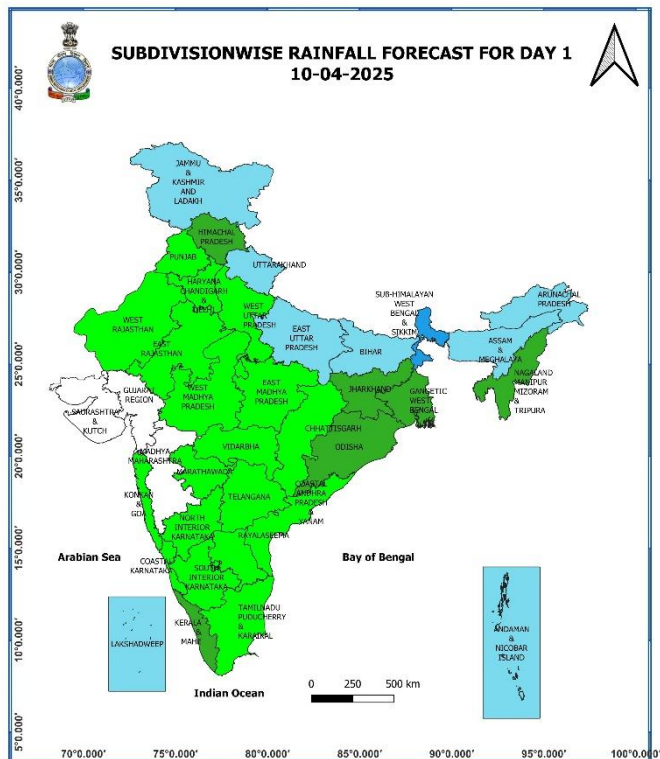 SUBDIVISIONWISE RAINFALL FORECAST FOR DAY 1
10-04-2025
40°0.000'
35°0.000'
30°0.000'
25°0.000'
20°0.000'
15°0.000'
10°0.000'
5°0.000'
JAMMU
&
KASHMIR
AND
LADAKH
HIMACHAL
PRADESH
PUNJAB
UTTARAKHAND
HARYANA
CHANDIGARH
&
DELHI
WEST
UTTAR
PRADESH
WEST
RAJASTHAN
EAST
RAJASTHAN
EAST
UTTAR
PRADESH
BIHAR
SUB-HIMALAYAN
WEST
BENGAL
&
SIKKIM
ARUNACHAL
PRADESH
ASSAM
&
MEGHALAYA
NAGALAND
MANIPUR
MIZORAM
&
TRIPURA
GUJARAT
REGION
SAURASHTRA
&
KUTCH
WEST
MADHYA
PRADESH
EAST
MADHYA
PRADESH
JHARKHAND
GANGETIC
WEST
BENGAL
CHHATTISGARH
ODISHA
VIDARBHA
MADHYA
MAHARASHTRA
MARATHAWADA
KONKAN
&
GOA
TELANGANA
COASTAL
ANDHRA
PRADESH
&
YANAM
NORTH
INTERIOR
KARNATAKA
RAYALASEEMA
COASTAL
KARNATAKA
SOUTH
INTERIOR
KARNATAKA
KERALA
&
MAHE
TAMILNADU
PUDUCHERRY
&
KARAIKAL
LAKSHADWEEP
ANDAMAN
&
NICOBAR
ISLAND
Arabian Sea
Bay of Bengal
Indian Ocean
0 250 500 km
70°0.000' 75°0.000' 80°0.000' 85°0.000' 90°0.000' 95°0.000' 100°0.000'